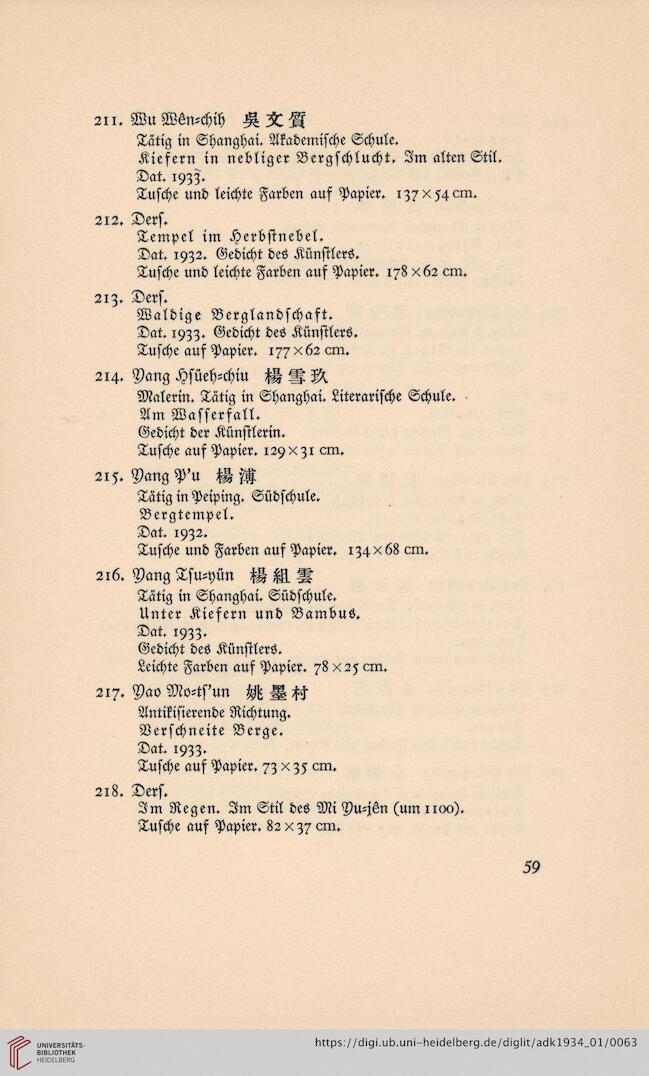 211. Wu Wên-chih 吳文質
Tätig in Shanghai. Akademische Schule.
Kiefern in nebliger Bergschlucht. Im alten Stil.
Dat. 1933.
Tusche und leichte Farben auf Papier. 137×54 cm.
212. Ders.
Tempel im Herbstnebel.
Dat. 1932. Gedicht des Künstlers.
Tusche und leichte Farben auf Papier. 178×62 cm.
213. Ders.
Waldige Berglandschaft.
Dat. 1933. Gedicht des Künstlers.
Tusche auf Papier. 177×62 cm.
214. Yang Hsüeh-chiu 楊雪玖
Malerin. Tätig in Shanghai. Literarische Schule.
Am Wasserfall.
Gedicht der Künstlerin.
Tusche auf Papier. 129×31 cm.
215. Yang P'u 楊溥
Tätig in Peiping. Südschule.
Bergtempel.
Dat. 1932.
Tusche und Farben auf Papier. 134×68 cm.
216. Yang Tsu-yün 楊組雲
Tätig in Shanghai. Südschule.
Unter Kiefern und Bambus.
Dat. 1933.
Gedicht des Künstlers.
Leichte Farben auf Papier. 78×25 cm.
217. Yao Mo-ts'un 姚墨村
Antikisierende Richtung.
Verschneite Berge.
Dat. 1933.
Tusche auf Papier. 73×35 cm.
218. Ders.
Im Regen. Im Stil des Mi Yu-jên (um 1100).
Tusche auf Papier. 82×37 cm.
59
UNIVERSITÄTS-
BIBLIOTHEK
HEIDELBERG
https://digi.ub.uni-heidelberg.de/diglit/adk1934_01/0063